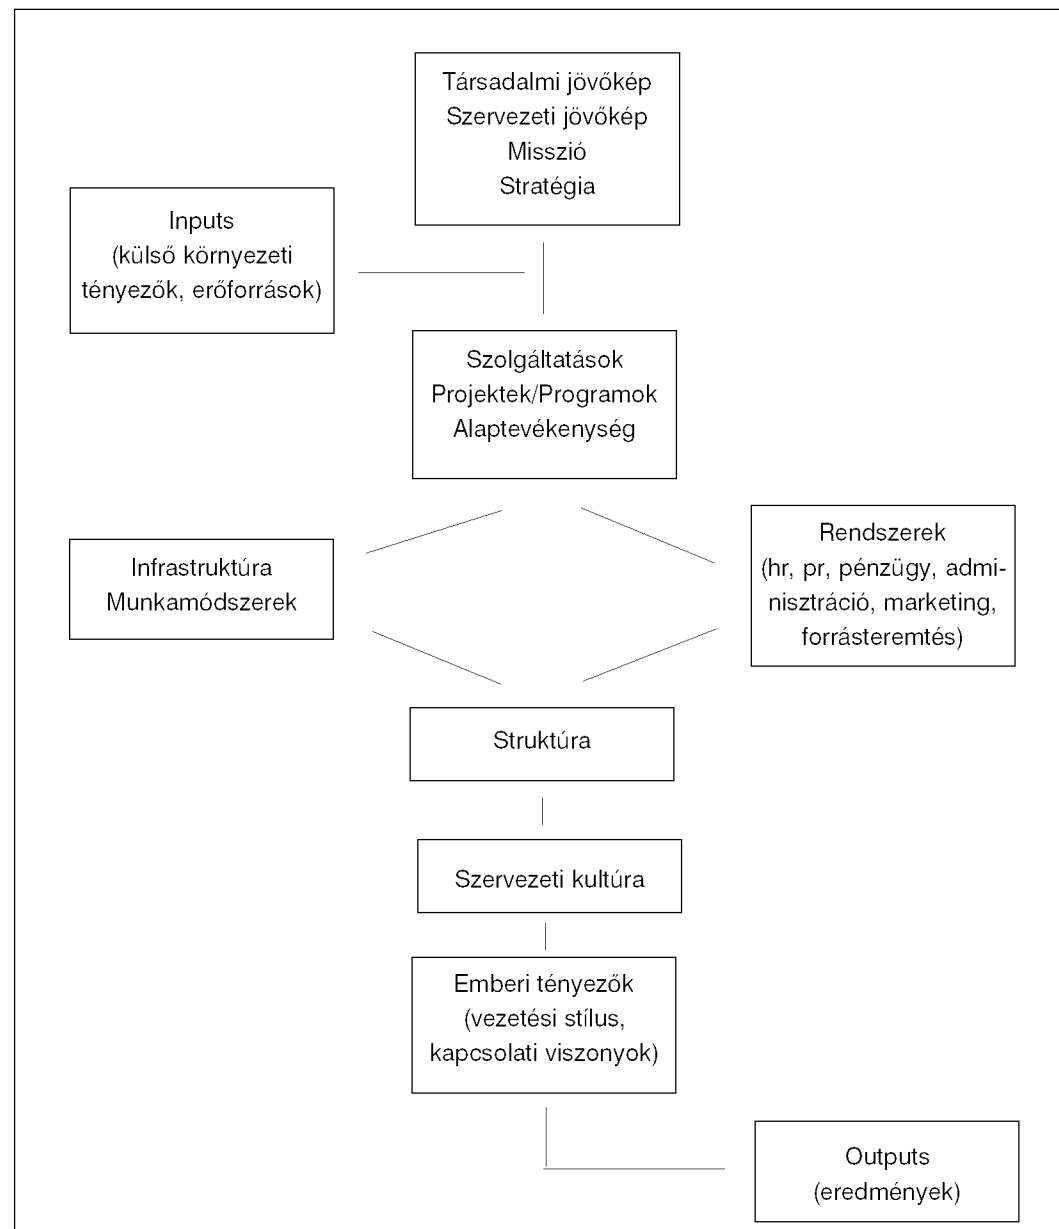 Társadalmi jövőkép
Szervezeti jövőkép
Misszió
Stratégia
Inputs
(külső környezeti
tényezők, erőforrások)
Szolgáltatások
Projektek/Programok
Alaptevékenység
Infrastruktúra
Munkamódszerek
Rendszerek
(hr, pr, pénzügy, admi-
nisztráció, marketing,
forrásteremtés)
Struktúra
Szervezeti kultúra
Emberi tényezők
(vezetési stílus,
kapcsolati viszonyok)
Outputs
(eredmények)